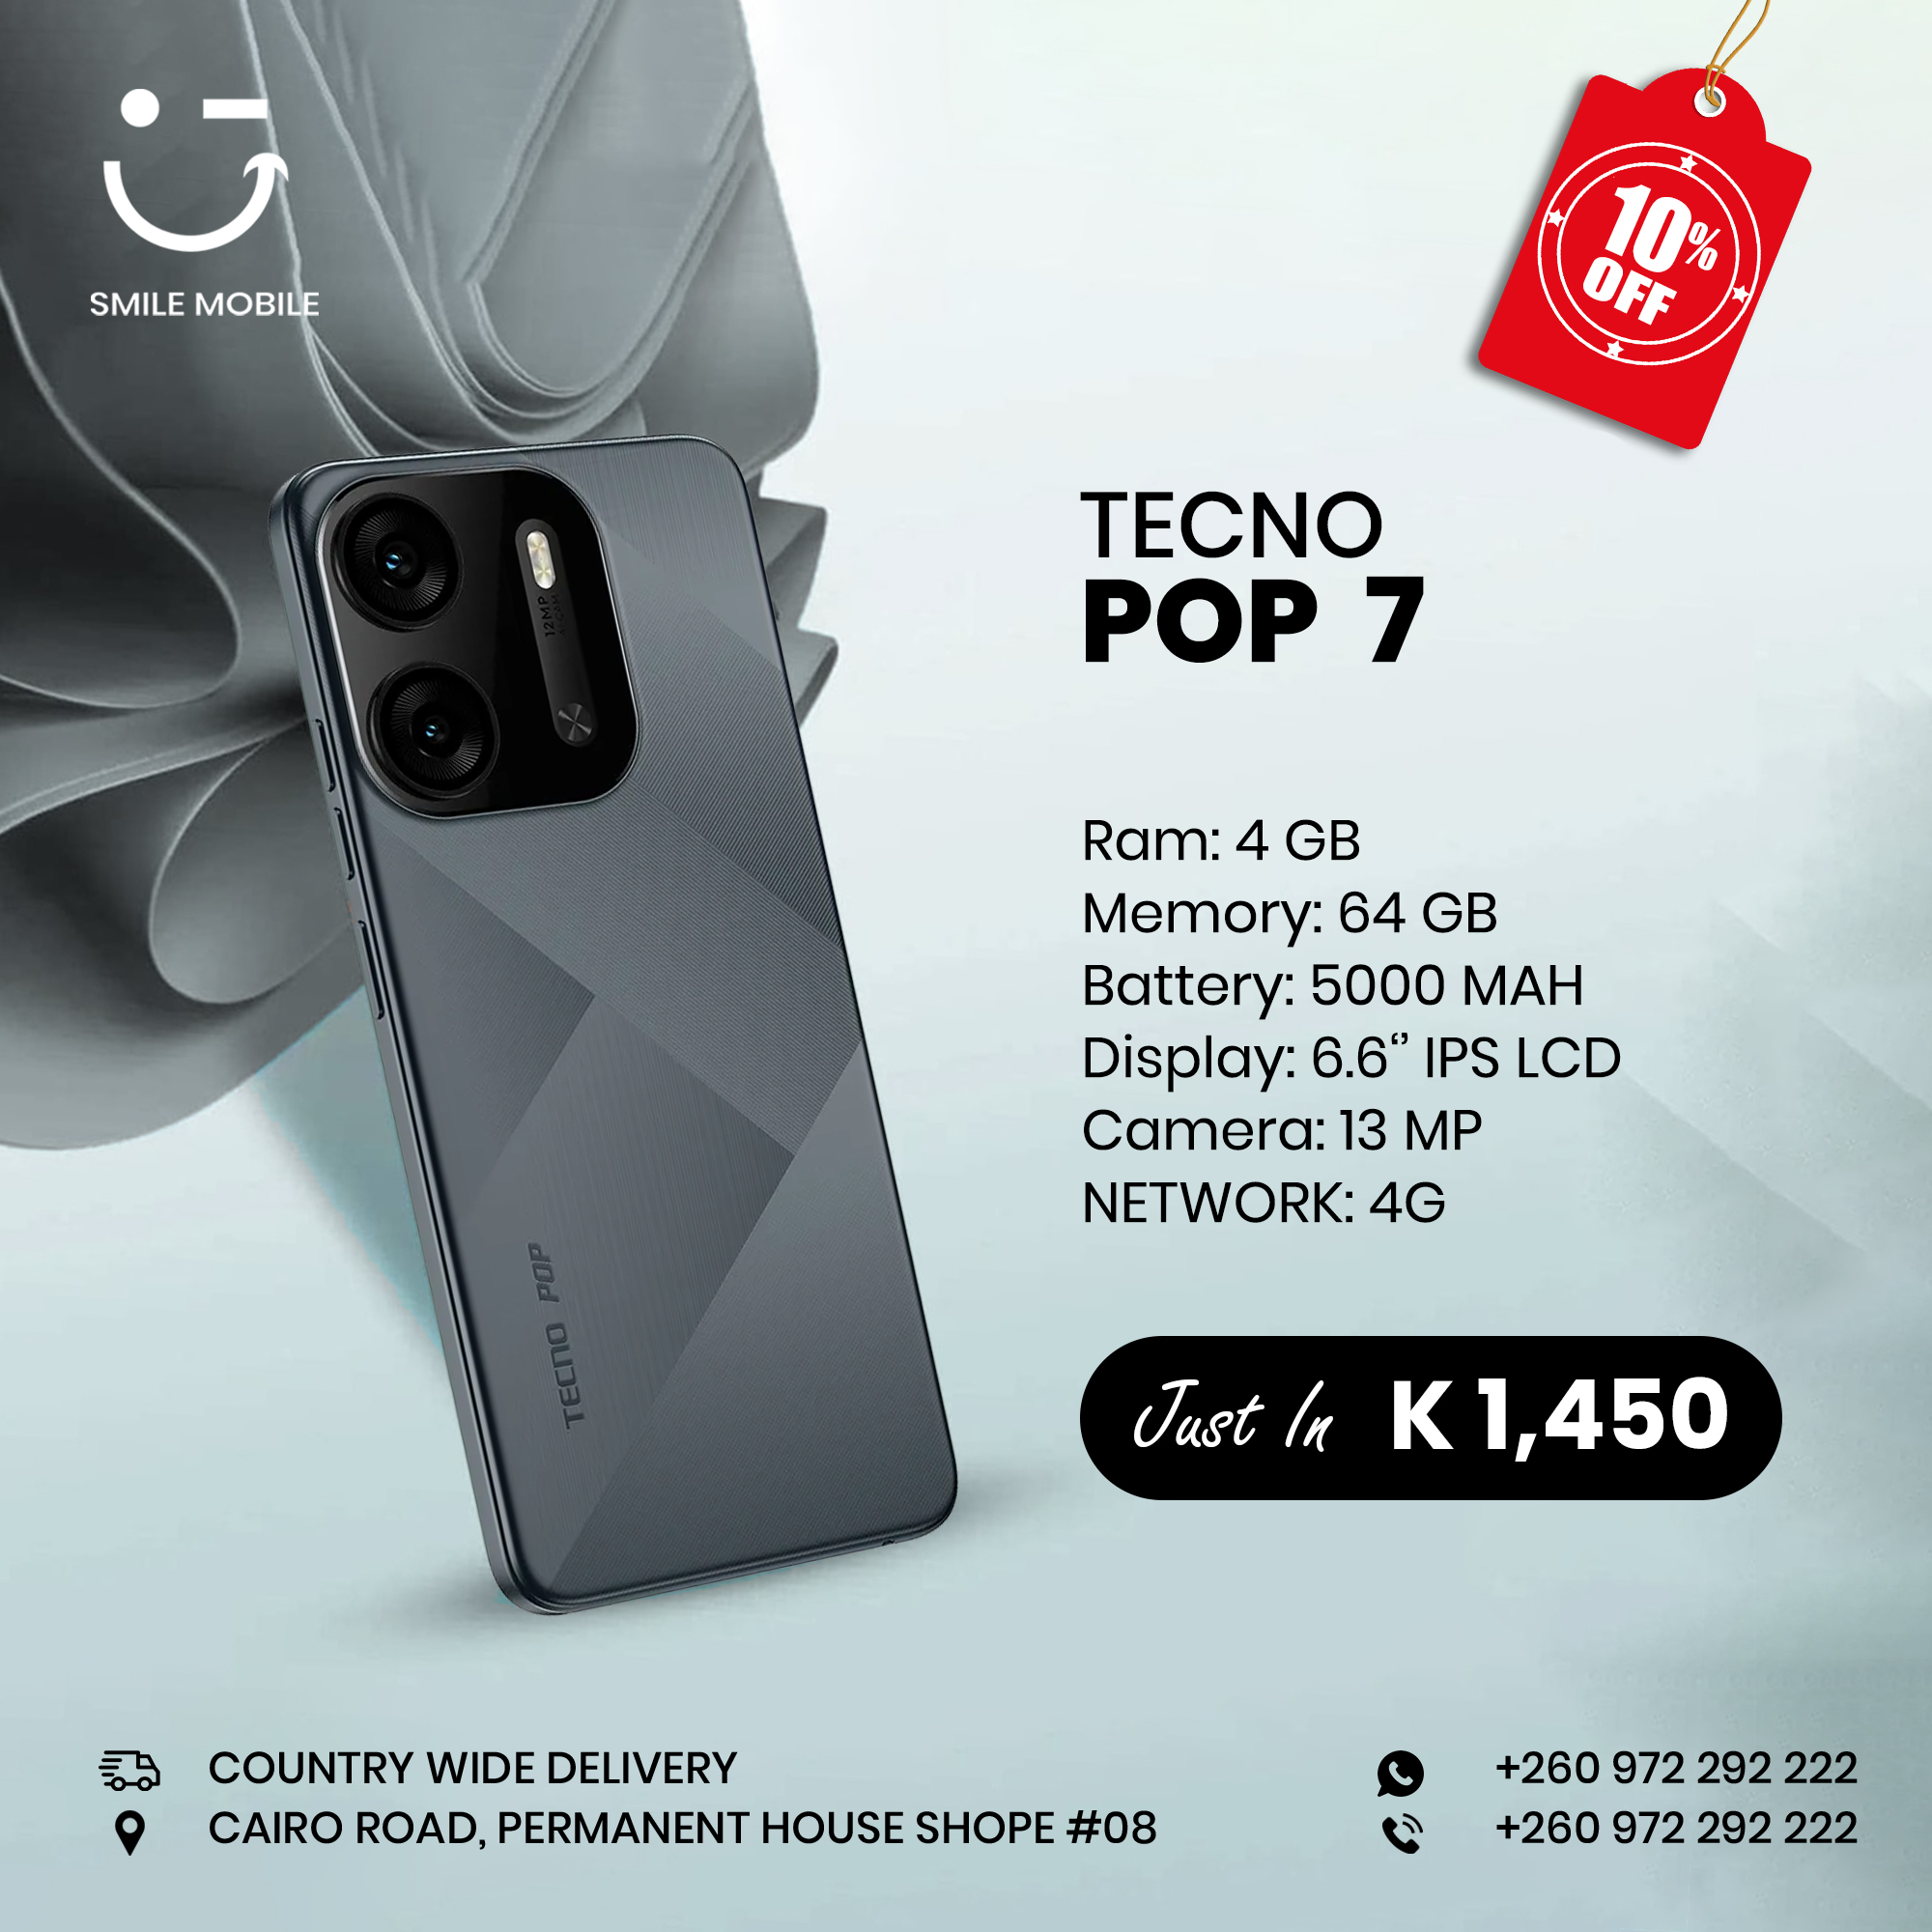 SMILE MOBILE
10%
OFF
TECNO
POP 7
12MP
Ram: 4 GB
Memory: 64 GB
Battery: 5000 MAH
Display: 6.6‘’ IPS LCD
Camera: 13 MP
NETWORK: 4G
TECNO POP
Just In K 1,450
COUNTRY WIDE DELIVERY
CAIRO ROAD, PERMANENT HOUSE SHOPE #08
+260 972 292 222
+260 972 292 222